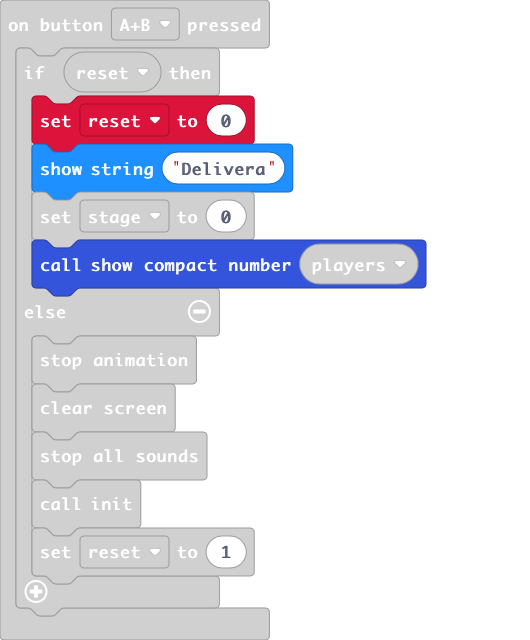 on button A+B pressed
if reset then
set reset to 0
show string "Delivera"
set stage to 0
call show compact number players
else
stop animation
clear screen
stop all sounds
call init
set reset to 1